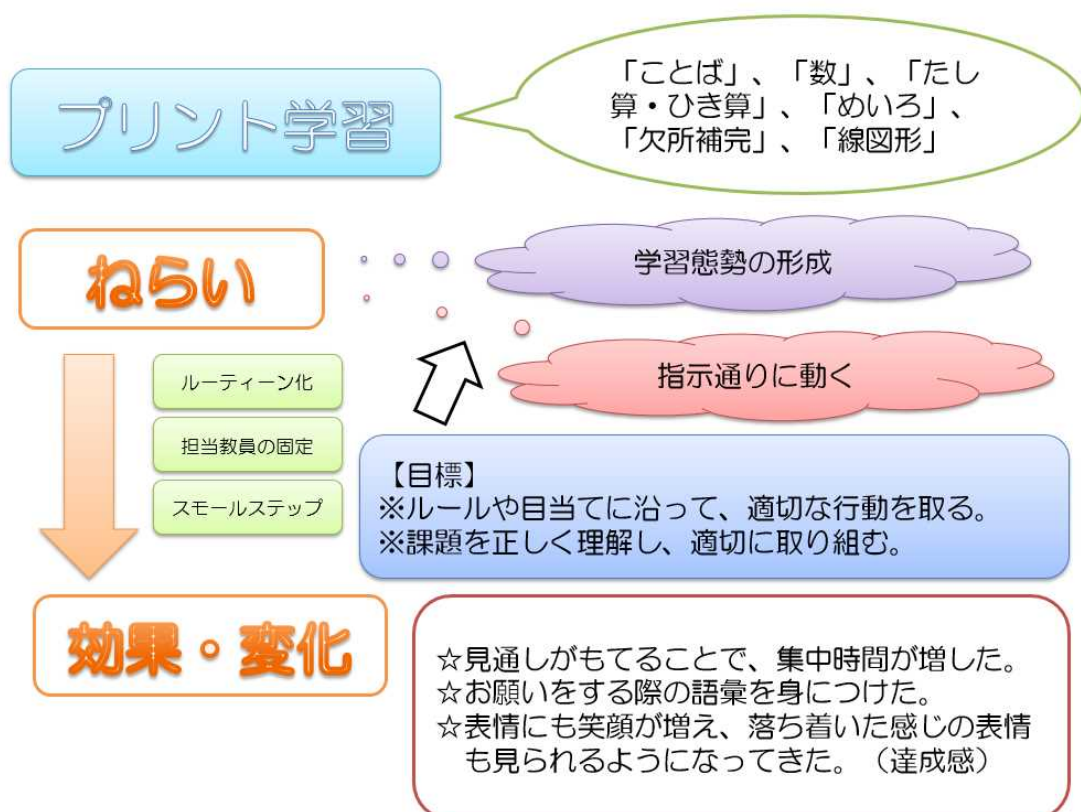 プリント学習
「ことば」、「数」、「たし
算・ひき算」、「めいろ」、
「欠所補完」、「線図形」
ねらい
学習態勢の形成
指示通りに動く
ルーティーン化
担当教員の固定
スモールステップ
【目標】
※ルールや目当てに沿って、適切な行動を取る。
※課題を正しく理解し、適切に取り組む。
効果・変化
☆見通しがもてることで、集中時間が増した。
☆お願いをする際の語彙を身につけた。
☆表情にも笑顔が増え、落ち着いた感じの表情
も見られるようになってきた。（達成感）